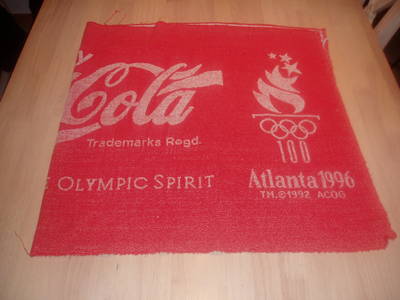 Cola
Trademarks Regd.
OLYMPIC SPIRIT
100
Atlanta 1996
TM, © 1992 ACOG